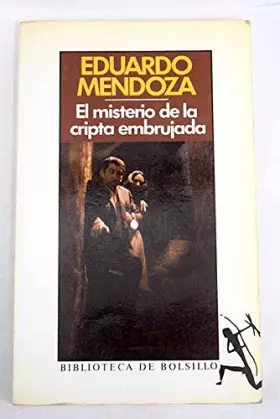 EDUARDO
MENDOZA
El misterio de la
cripta embrujada
BIBLIOTECA DE BOLSILLO